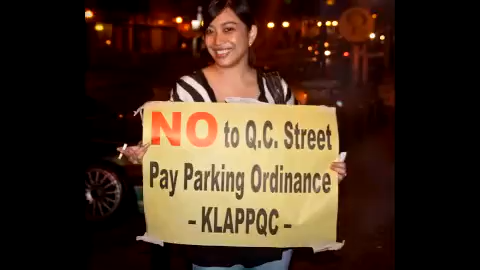 NO to Q.C. Street
Pay Parking Ordinance
– KLAPPQC –